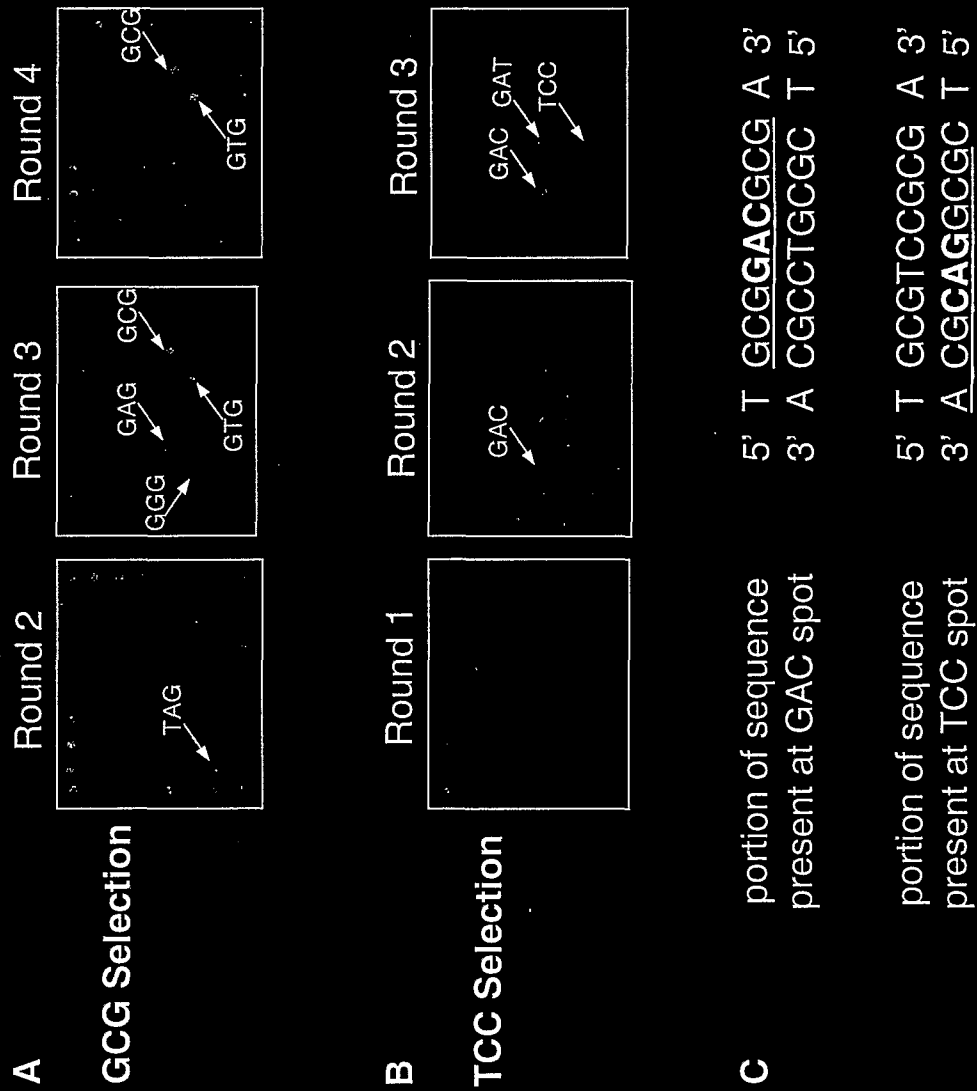 A
GCG Selection
Round 2
Round 3
Round 4
TAG
GGG
GAG
GCG
GTG
GCG
GTG
B
TCC Selection
Round 1
Round 2
Round 3
GAC
GAC
GAT
TCC
C
portion of sequence
present at GAC spot
5' T GCGGACGCG A 3'
3' A CGCCTGCGC T 5'
portion of sequence
present at TCC spot
5' T GCGTCCGCG A 3'
3' A CGCAGGCGC T 5'